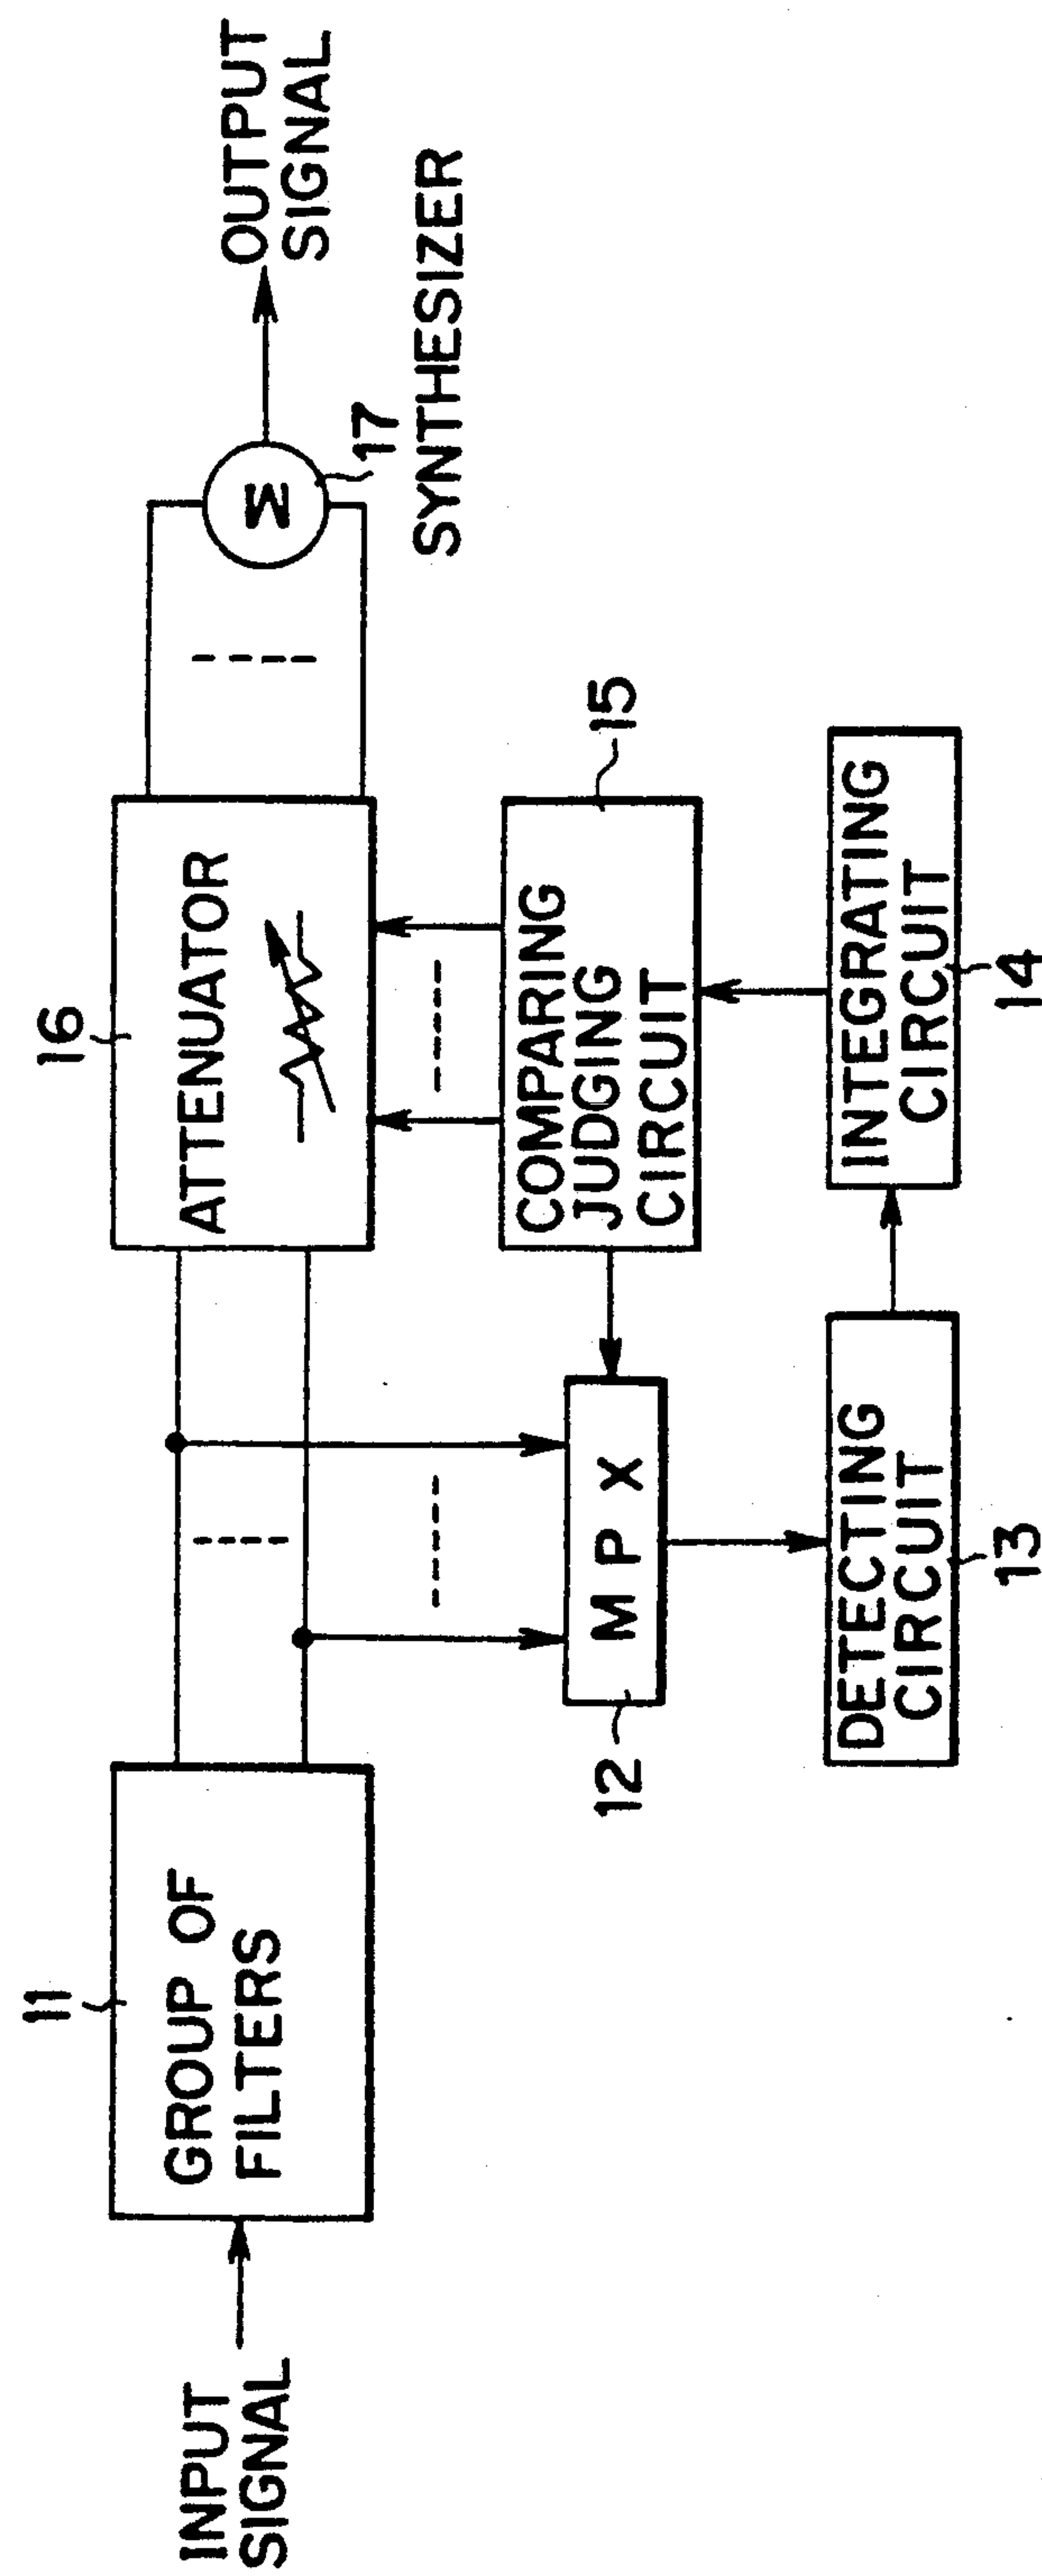 INPUT
SIGNAL
11
GROUP OF
FILTERS
16
ATTENUATOR
Σ
17
SYNTHESIZER
OUTPUT
SIGNAL
12
MPX
COMPARING
JUDGING
CIRCUIT
15
DETECTING
CIRCUIT
13
INTEGRATING
CIRCUIT
14